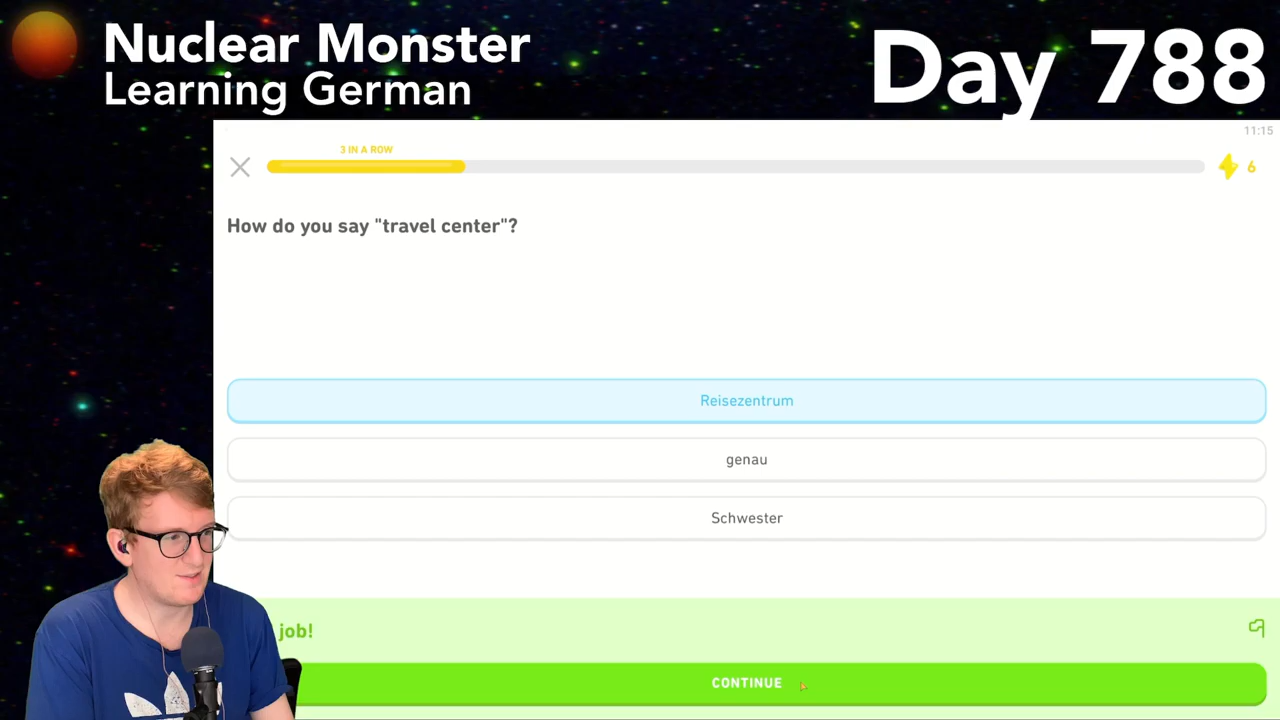 Nuclear Monster
Learning German
Day 788
11:15
3 IN A ROW
6
How do you say "travel center"?
Reisezentrum
genau
Schwester
job!
CONTINUE